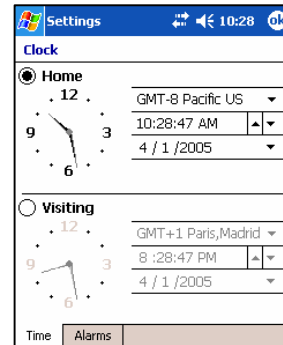 Settings 10:28 ok
Clock
Home
12
9 3
6
GMT-8 Pacific US
10:28:47 AM
4 / 1 /2005
Visiting
12
9 3
6
GMT+1 Paris,Madrid
8 :28:47 PM
4 / 1 /2005
Time Alarms